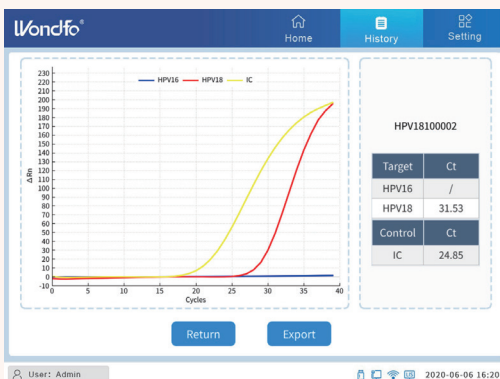 Wondfo®
Home
History
Setting
230
220
210
200
190
180
170
160
150
140
130
120
110
100
90
80
70
60
50
40
30
20
10
0
-10
ΔRn
HPV16 HPV18 IC
0 5 10 15 20 25 30 35 40
Cycles
HPV18100002
Target Ct
HPV16 /
HPV18 31.53
Control Ct
IC 24.85
Return
Export
User: Admin
2020-06-06 16:20